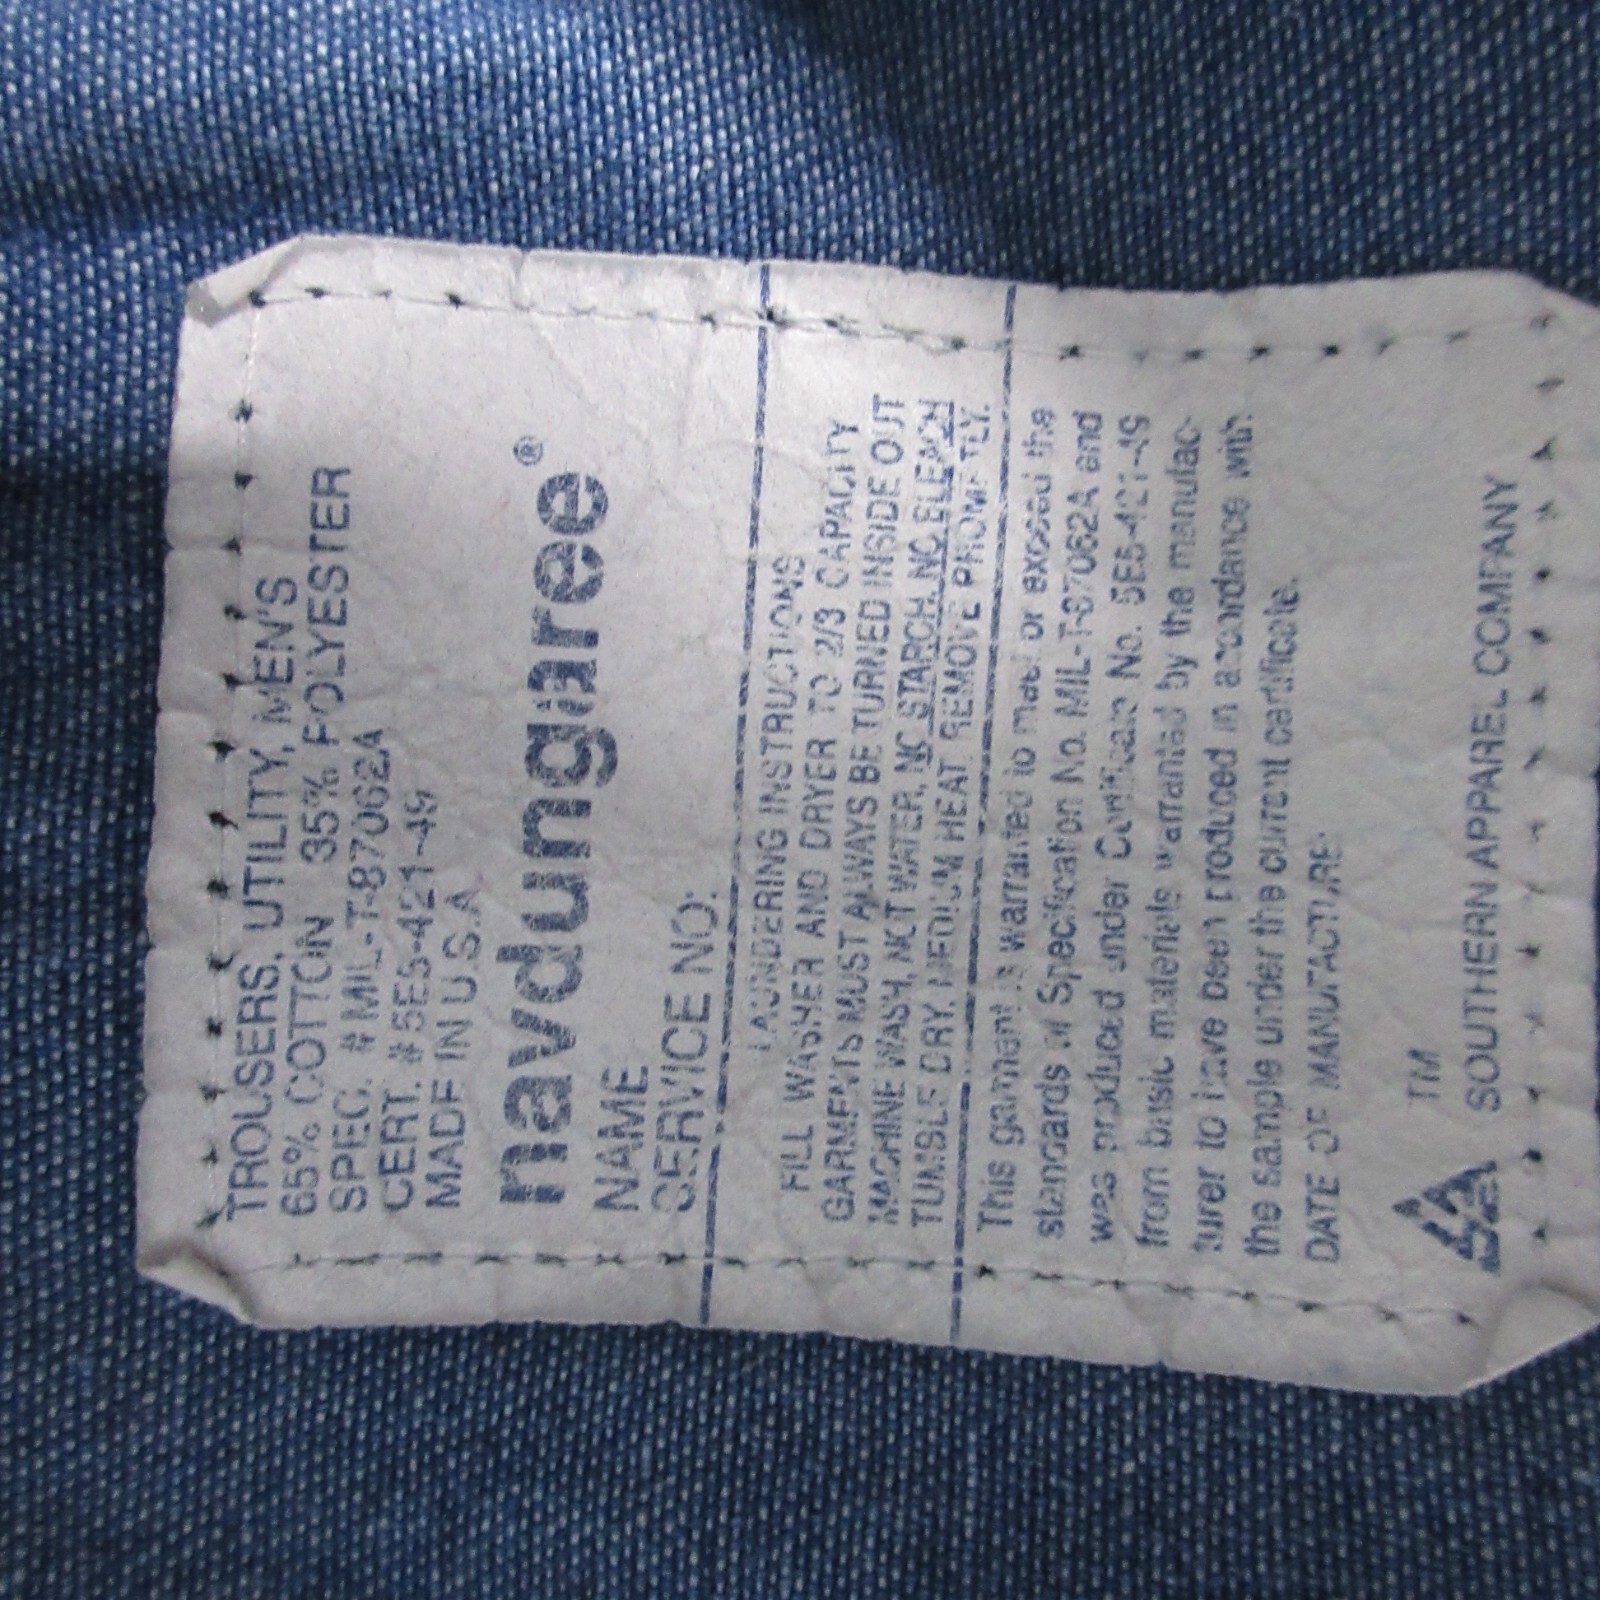 TROUSERS, UTILITY, MEN'S
65% COTTON 35% POLYESTER
SPEC. # MIL-T-87062A
CERT. # 5E5-421-49
MADE IN U.S.A
navdungaree®
NAME
SERVICE NO:
LAUNDERING INSTRUCTIONS
FILL WASHER AND DRYER TO 2/3 CAPACITY
GARMENTS MUST ALWAYS BE TURNED INSIDE OUT
MACHINE WASH, HOT WATER, NO STARCH, NO BLEACH
TUMBLE DRY, MEDIUM HEAT, REMOVE PROMPTLY.
This garment is warranted to meet or exceed the
standards of Specification No. MIL-T-87062A and
was produced under Certificate No. 5E5-421-49
from basic materials warranted by the manufac-
turer to have been produced in accordance with
the sample under the current certificate.
DATE OF MANUFACTURE:
TM
SOUTHERN APPAREL COMPANY